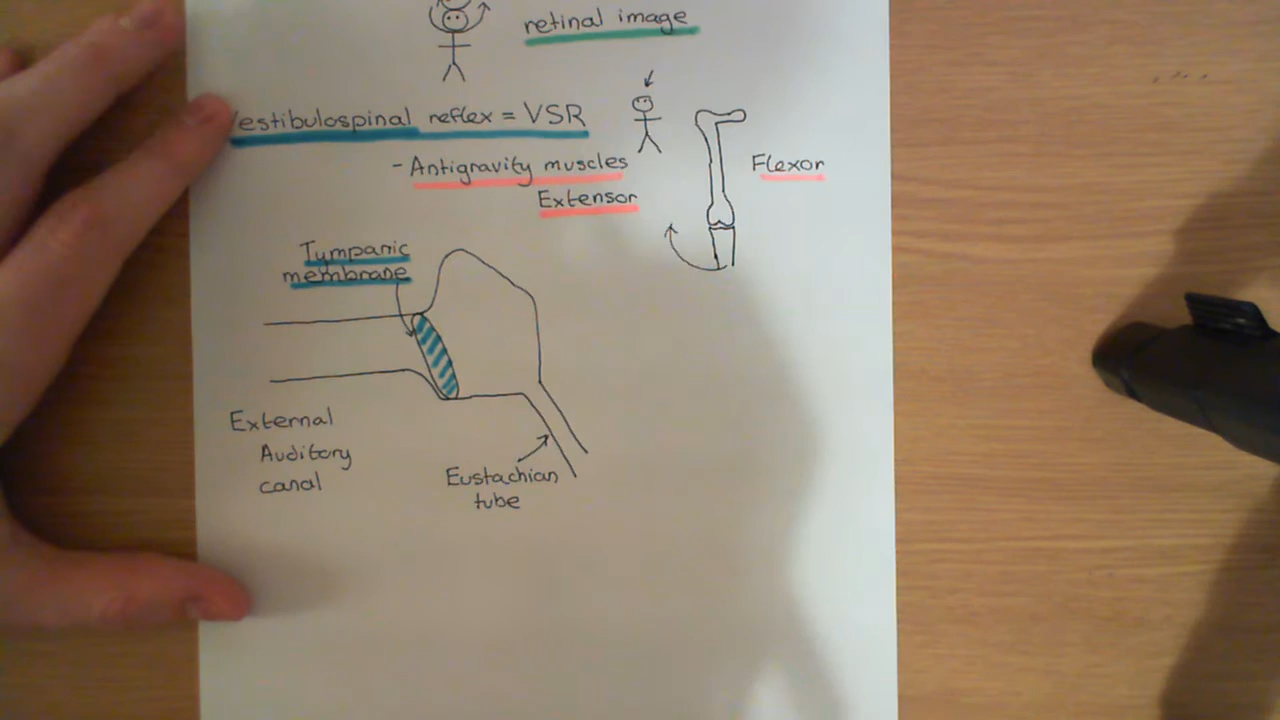 retinal image
Vestibulospinal reflex = VSR
- Antigravity muscles
Extensor
Flexor
Tympanic
membrane
External
Auditory
canal
Eustachian
tube